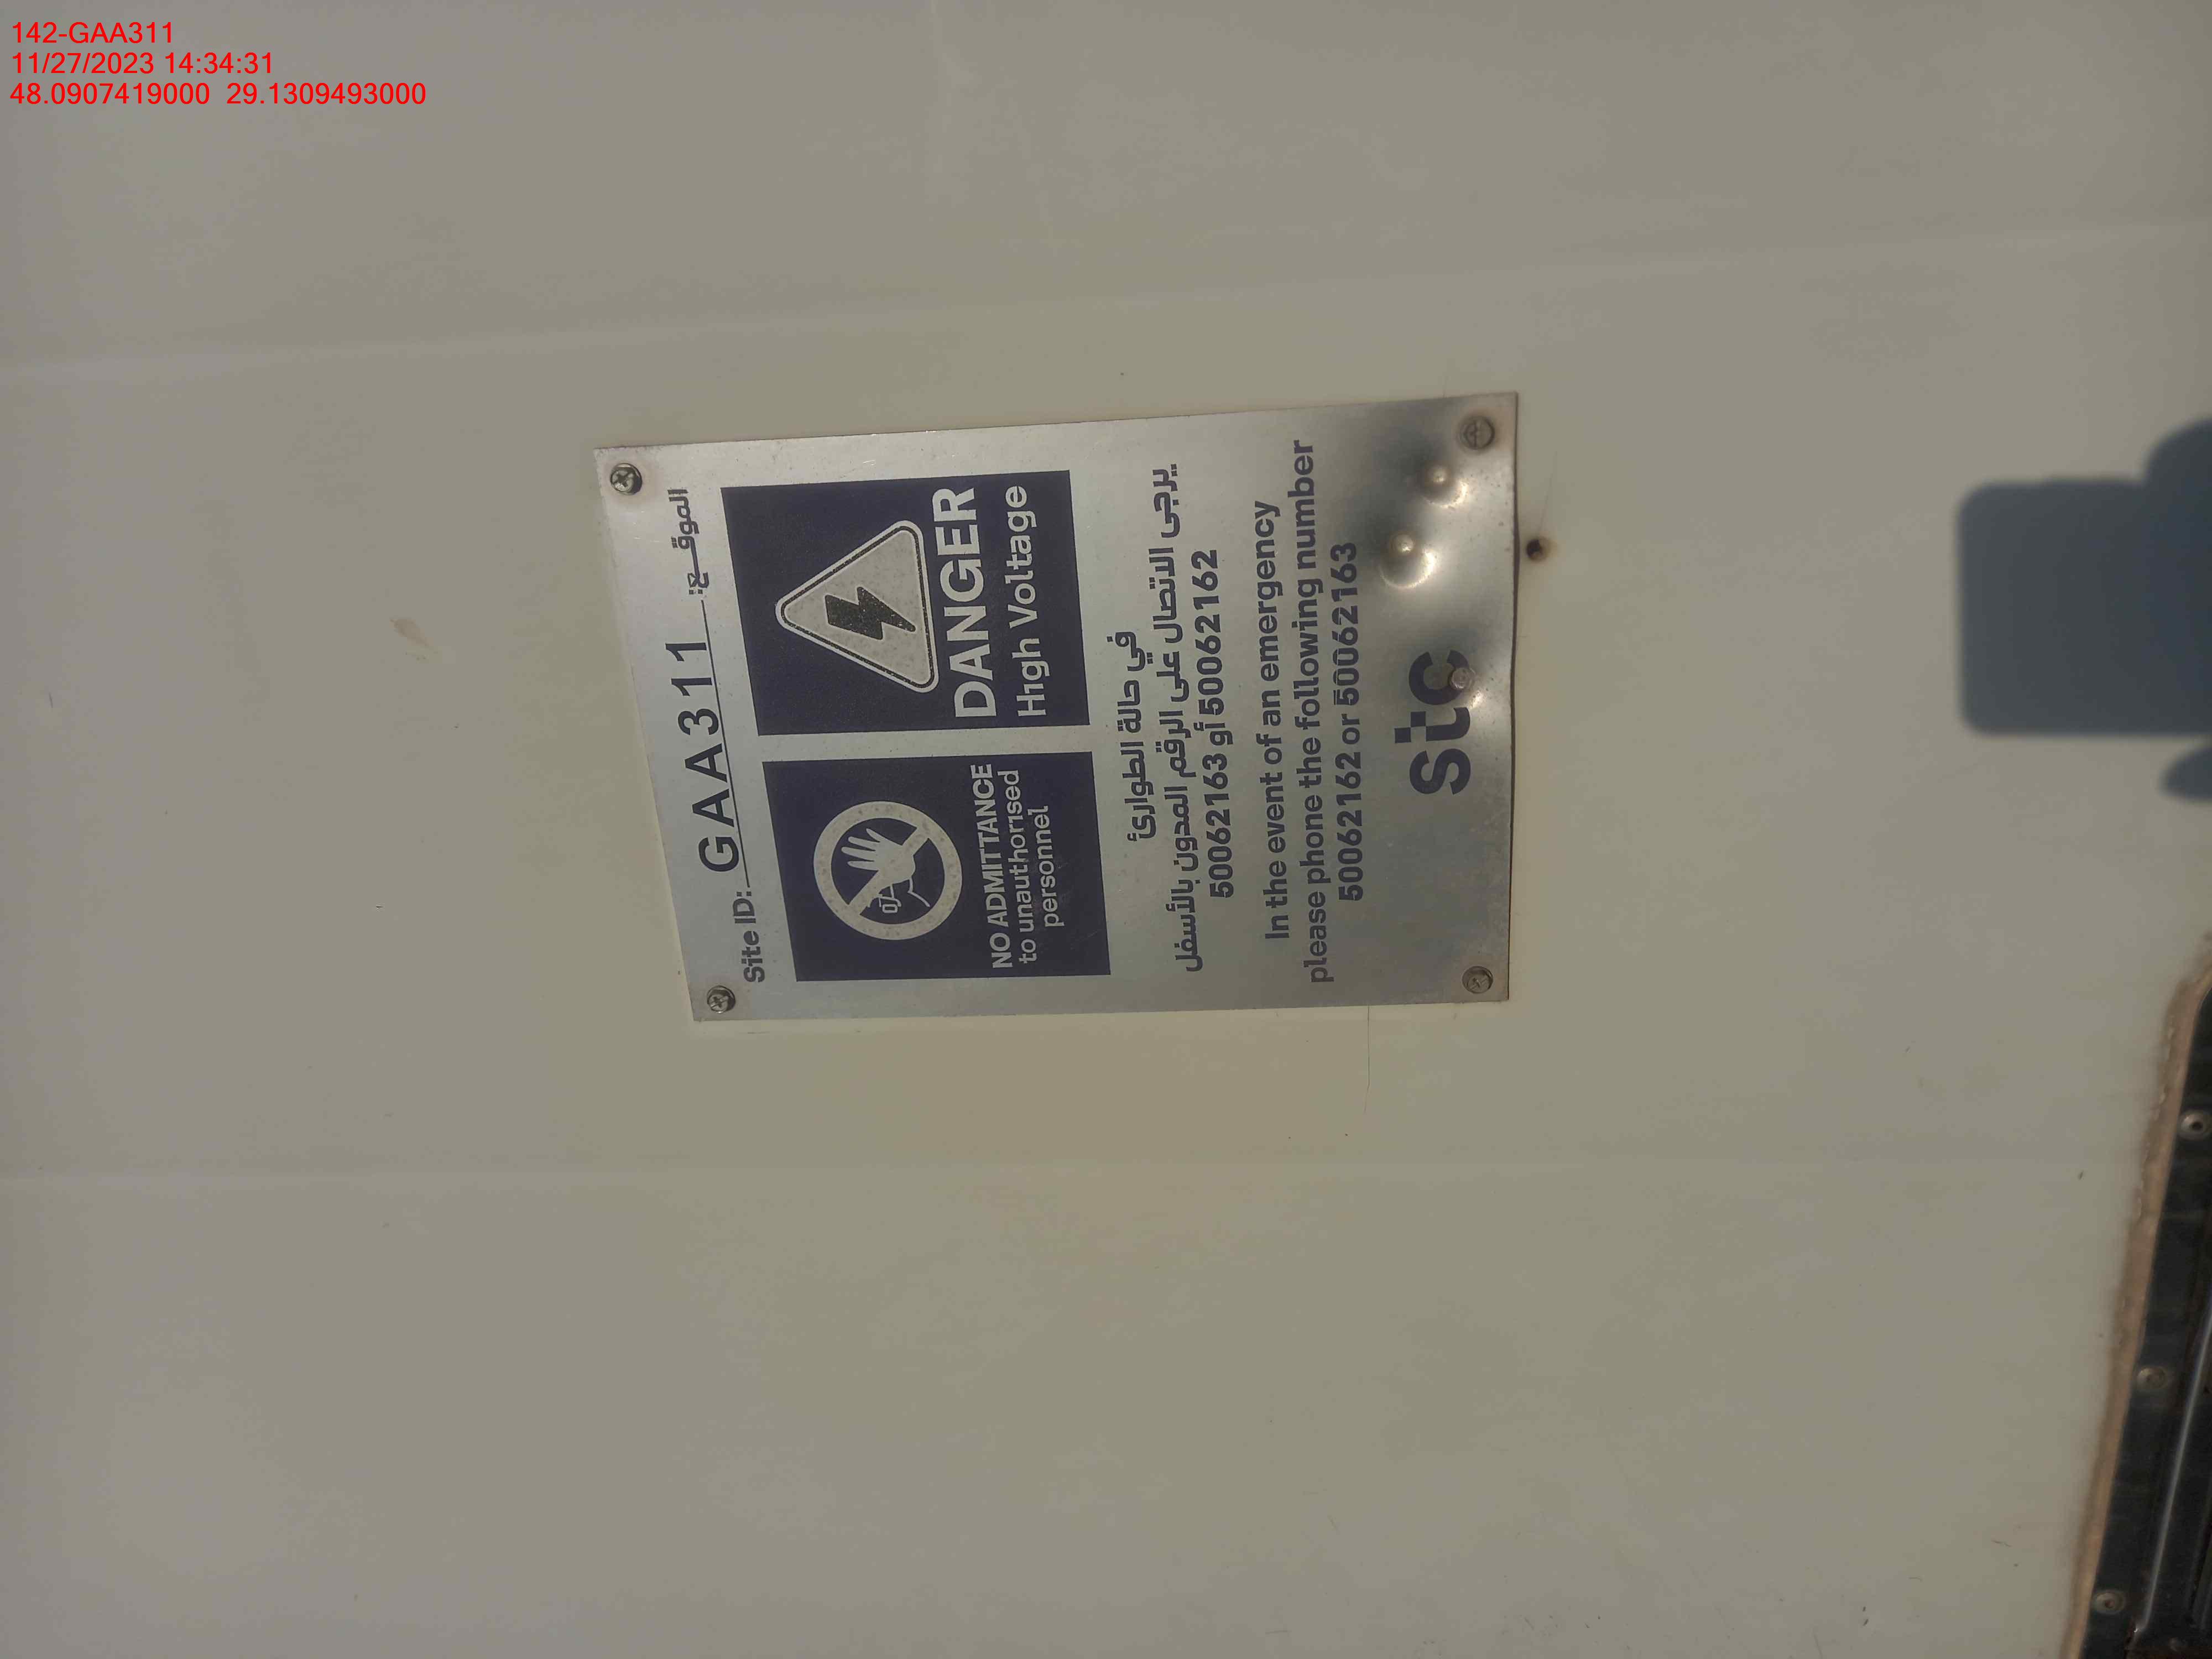 142-GAA311
11/27/2023 14:34:31
48.0907419000 29.1309493000
Site ID: GAA311 الموقع:
NO ADMITTANCE
to unauthorised
personnel
DANGER
High Voltage
في حالة الطوارئ
يرجى الاتصال على الرقم المدون بالأسفل
50062163 أو 50062162
In the event of an emergency
please phone the following number
50062162 or 50062163
stc